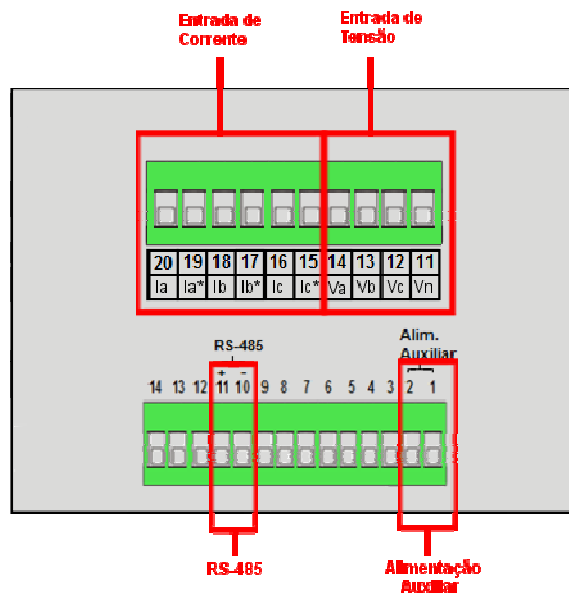 Entrada de
Corrente
Entrada de
Tensão
20 19 18 17 16 15 14 13 12 11
Ia Ia* Ib Ib* Ic Ic* Va Vb Vc Vn
RS-485
+ -
Alim.
Auxiliar
14 13 12 11 10 9 8 7 6 5 4 3 2 1
RS-485
Alimentação
Auxiliar